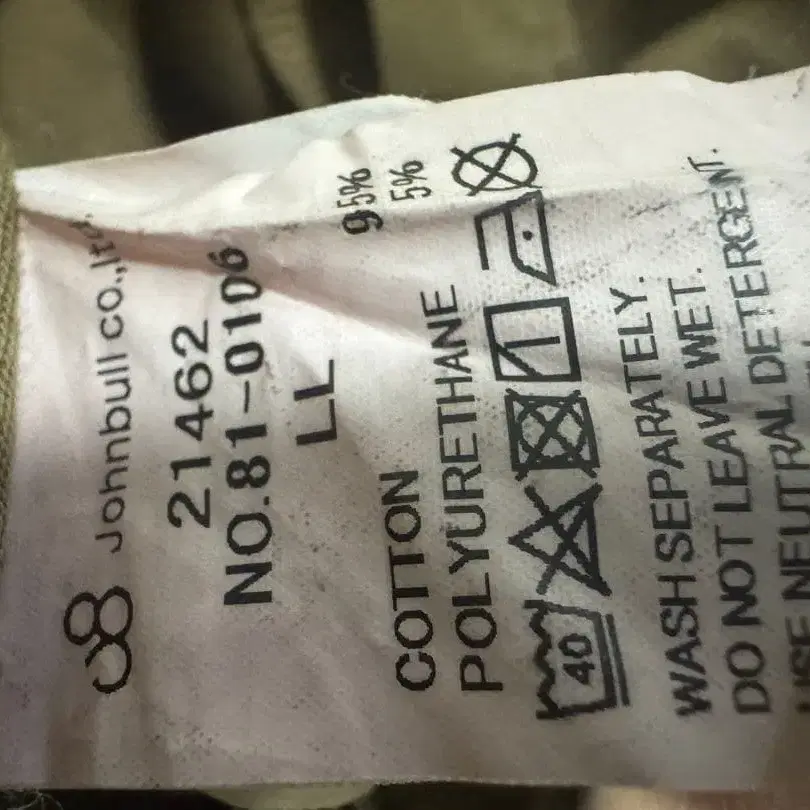 Johnbull co.,ltd.
21462
NO.81-0106
LL
COTTON 95%
POLYURETHANE 5%
40
WASH SEPARATELY.
DO NOT LEAVE WET.
USE NEUTRAL DETERGENT.